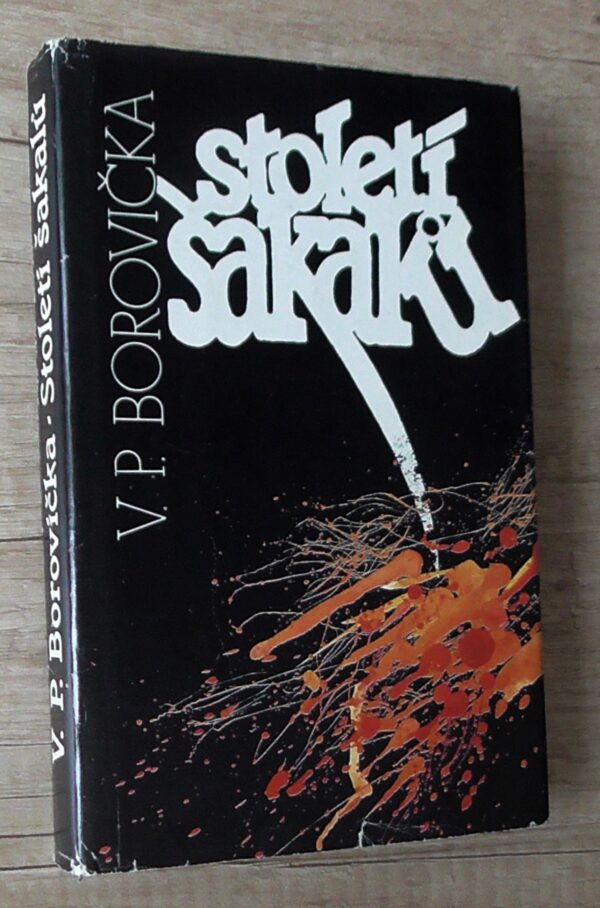 V. P. Borovička · Století šakalů
V. P. BOROVIČKA
století
šakalů